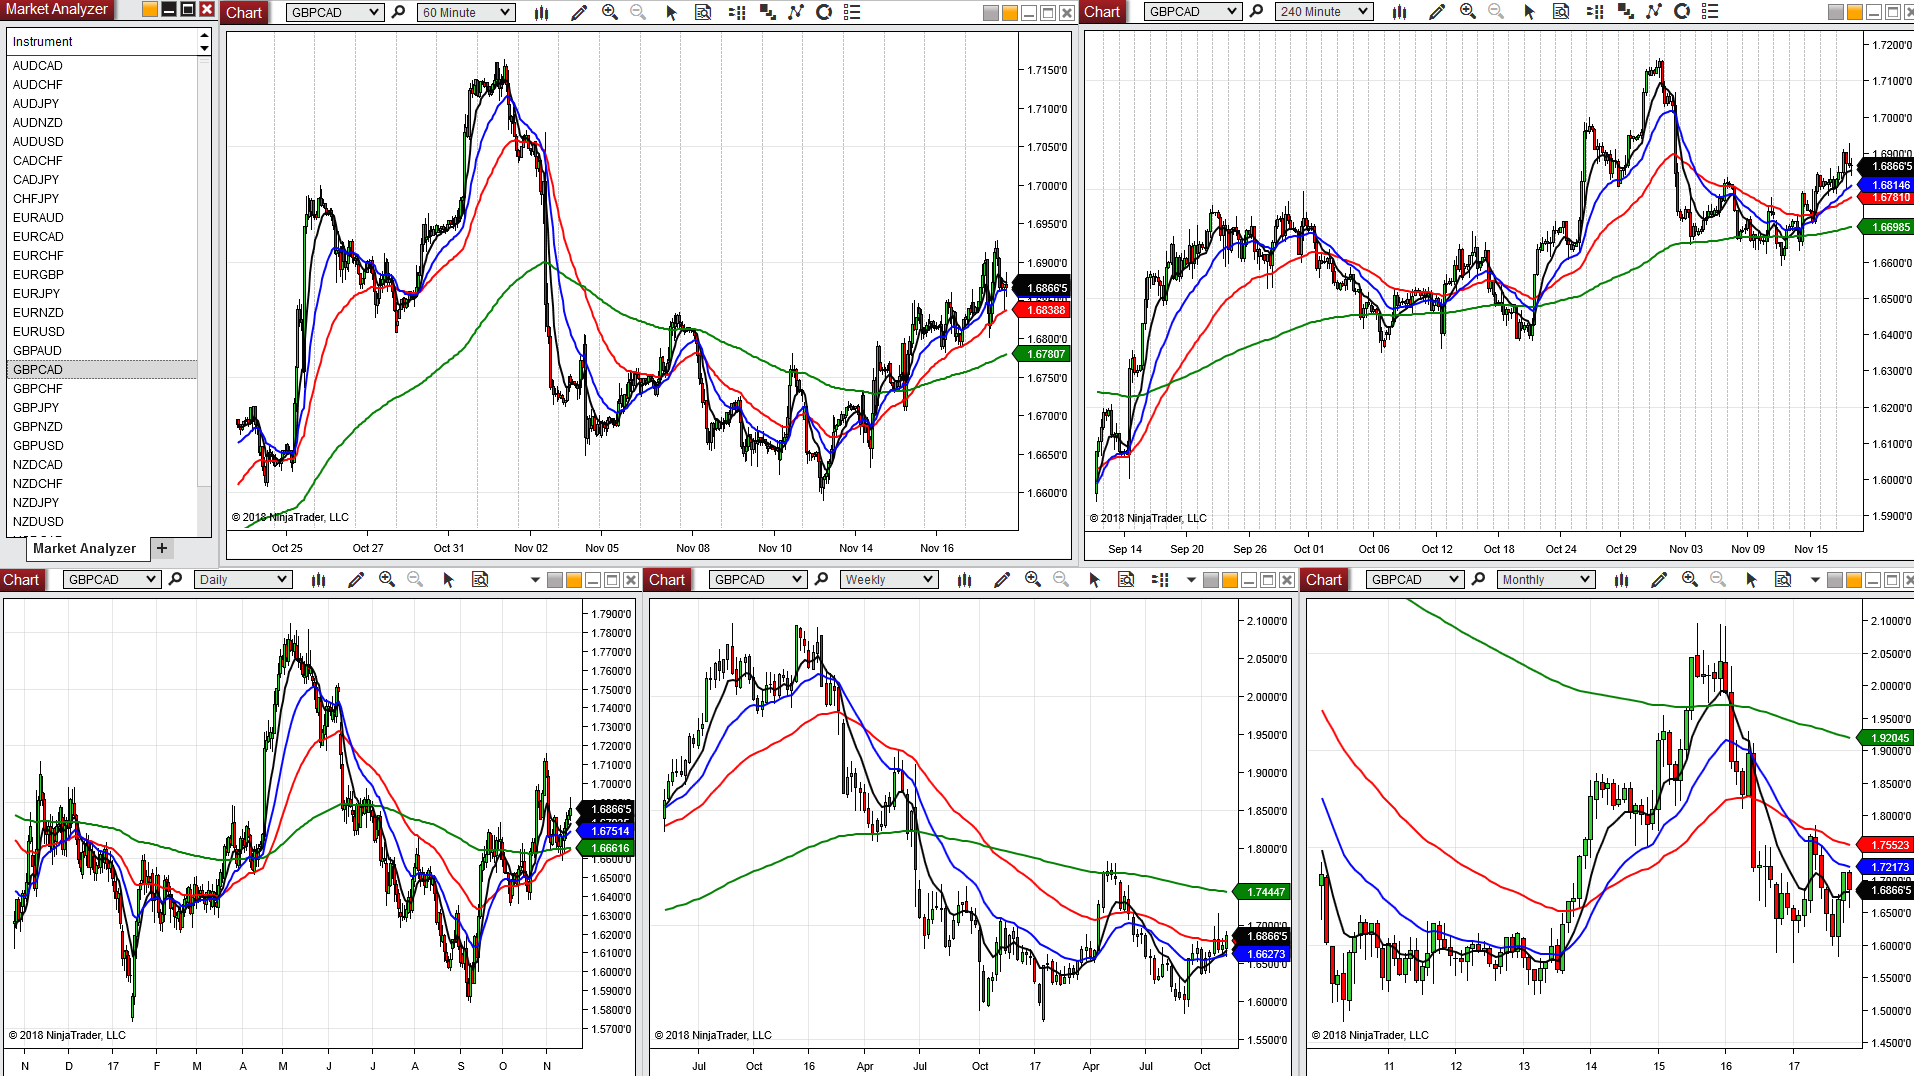 Market Analyzer
Instrument
AUDCAD
AUDCHF
AUDJPY
AUDNZD
AUDUSD
CADCHF
CADJPY
CHFJPY
EURAUD
EURCAD
EURCHF
EURGBP
EURJPY
EURNZD
EURUSD
GBPAUD
GBPCAD
GBPCHF
GBPJPY
GBPNZD
GBPUSD
NZDCAD
NZDCHF
NZDJPY
NZDUSD
Market Analyzer +
Chart GBPCAD 60 Minute
1.7150'0
1.7100'0
1.7050'0
1.7000'0
1.6950'0
1.6900'0
1.6866'5
1.68388
1.6800'0
1.67807
1.6750'0
1.6700'0
1.6650'0
1.6600'0
© 2018 NinjaTrader, LLC
Oct 25 Oct 27 Oct 31 Nov 02 Nov 05 Nov 08 Nov 10 Nov 14 Nov 16
Chart GBPCAD 240 Minute
1.7200'0
1.7100'0
1.7000'0
1.6900'0
1.6866'5
1.68146
1.67810
1.66985
1.6600'0
1.6500'0
1.6400'0
1.6300'0
1.6200'0
1.6100'0
1.6000'0
1.5900'0
© 2018 NinjaTrader, LLC
Sep 14 Sep 20 Sep 26 Oct 01 Oct 06 Oct 12 Oct 18 Oct 24 Oct 29 Nov 03 Nov 09 Nov 15
Chart GBPCAD Daily
1.7900'0
1.7800'0
1.7700'0
1.7600'0
1.7500'0
1.7400'0
1.7300'0
1.7200'0
1.7100'0
1.7000'0
1.6866'5
1.67514
1.66616
1.6600'0
1.6500'0
1.6400'0
1.6300'0
1.6200'0
1.6100'0
1.6000'0
1.5900'0
1.5800'0
1.5700'0
© 2018 NinjaTrader, LLC
N D 17 F M A M J J A S O N
Chart GBPCAD Weekly
2.1000'0
2.0500'0
2.0000'0
1.9500'0
1.9000'0
1.8500'0
1.8000'0
1.74447
1.6866'5
1.66273
1.6000'0
1.5500'0
© 2018 NinjaTrader, LLC
Jul Oct 16 Apr Jul Oct 17 Apr Jul Oct
Chart GBPCAD Monthly
2.1000'0
2.0500'0
2.0000'0
1.9500'0
1.92045
1.9000'0
1.8500'0
1.8000'0
1.75523
1.72173
1.6866'5
1.6500'0
1.6000'0
1.5500'0
1.5000'0
1.4500'0
© 2018 NinjaTrader, LLC
11 12 13 14 15 16 17